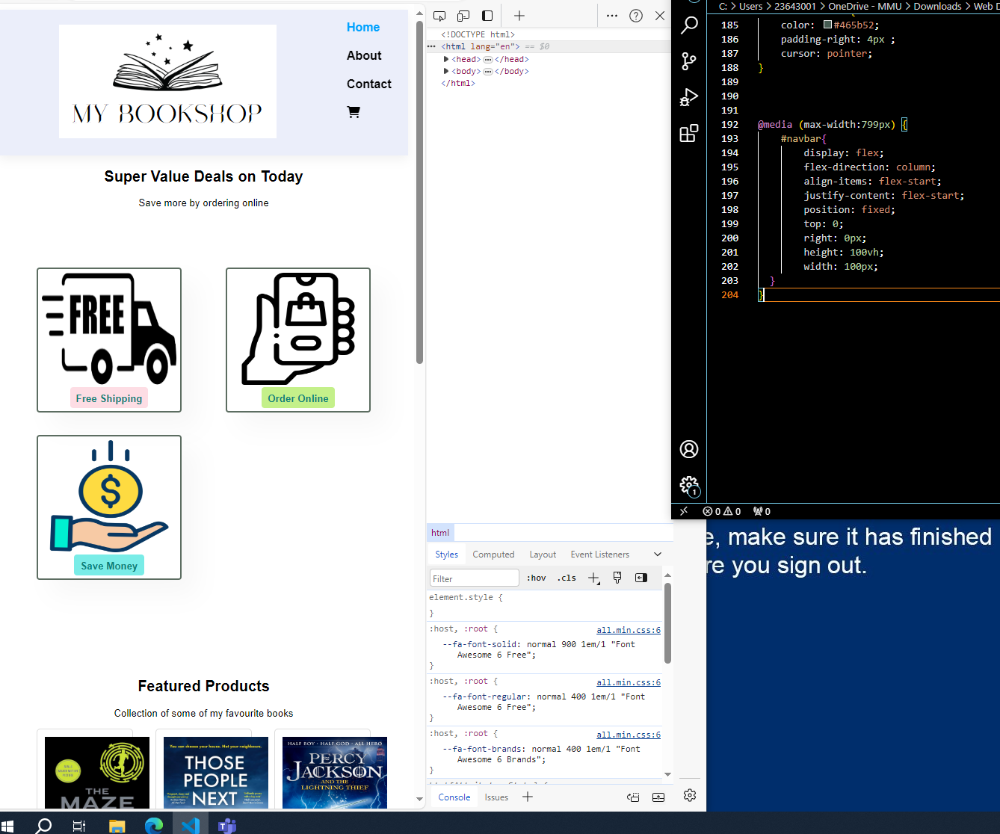 Home
About
Contact
MY BOOKSHOP
Super Value Deals on Today
Save more by ordering online
FREE
Free Shipping
Order Online
$
Save Money
Featured Products
Collection of some of my favourite books
THE
MAZE
You can choose your house. Not your neighbours.
THOSE
PEOPLE
NEXT
HALF BOY · HALF GOD · ALL HERO
PERCY
JACKSON
AND THE
LIGHTNING THIEF
<!DOCTYPE html>
<html lang="en"> == $0
<head> </head>
<body> </body>
</html>
html
Styles
Computed
Layout
Event Listeners
Filter
:hov
.cls
element.style {
}
:host, :root {
all.min.css:6
--fa-font-solid: normal 900 1em/1 "Font
Awesome 6 Free";
}
:host, :root {
all.min.css:6
--fa-font-regular: normal 400 1em/1 "Font
Awesome 6 Free";
}
:host, :root {
all.min.css:6
--fa-font-brands: normal 400 1em/1 "Font
Awesome 6 Brands";
}
Console
Issues
C: > Users > 23643001 > OneDrive - MMU > Downloads > Web D
185 color: #465b52;
186 padding-right: 4px ;
187 cursor: pointer;
188 }
189
190
191
192 @media (max-width:799px) {
193 #navbar{
194 display: flex;
195 flex-direction: column;
196 align-items: flex-start;
197 justify-content: flex-start;
198 position: fixed;
199 top: 0;
200 right: 0px;
201 height: 100vh;
202 width: 100px;
203 }
204 }
1
0 0
0
e, make sure it has finished
re you sign out.